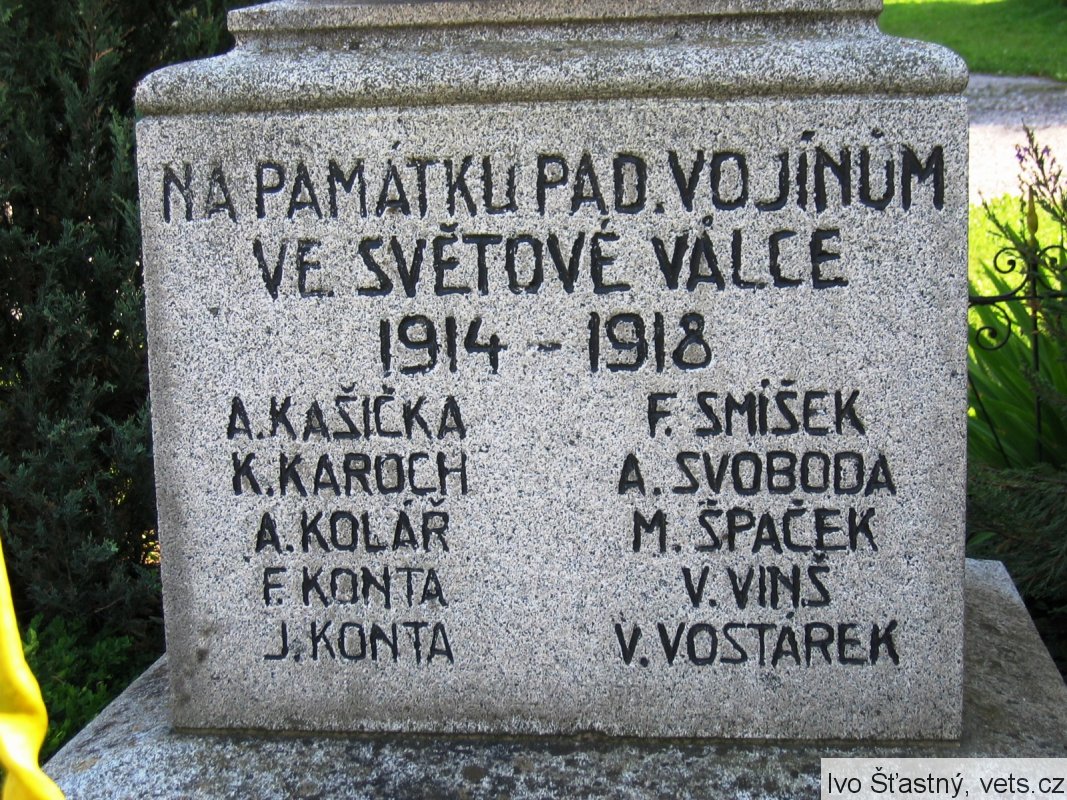 NA PAMÁTKU PAD. VOJÍNŮM
VE SVĚTOVÉ VÁLCE
1914 - 1918
A. KAŠIČKA
K. KAROCH
A. KOLÁŘ
F. KONTA
J. KONTA
F. SMÍŠEK
A. SVOBODA
M. ŠPAČEK
V. VINŠ
V. VOSTÁREK
Ivo Šťastný, vets.cz